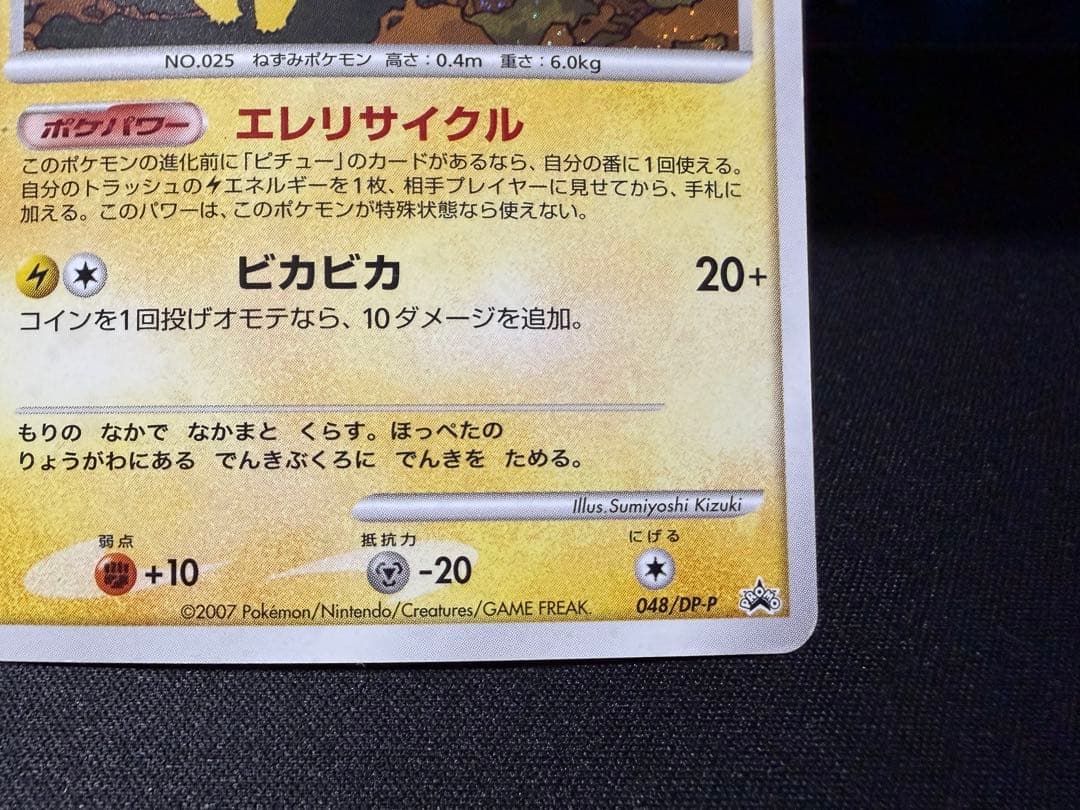 NO.025 ねずみポケモン 高さ:0.4m 重さ:6.0kg
ポケパワー エレリサイクル
このポケモンの進化前に「ピチュー」のカードがあるなら、自分の番に1回使える。
自分のトラッシュのエネルギーを1枚、相手プレイヤーに見せてから、手札に
加える。このパワーは、このポケモンが特殊状態なら使えない。
ビカビカ 20+
コインを1回投げオモテなら、10ダメージを追加。
もりの なかで なかまと くらす。ほっぺたの
りょうがわにある でんきぶくろに でんきを ためる。
Illus.Sumiyoshi Kizuki
弱点 抵抗力 にげる
+10 -20
©2007 Pokémon/Nintendo/Creatures/GAME FREAK. 048/DP-P PROMO